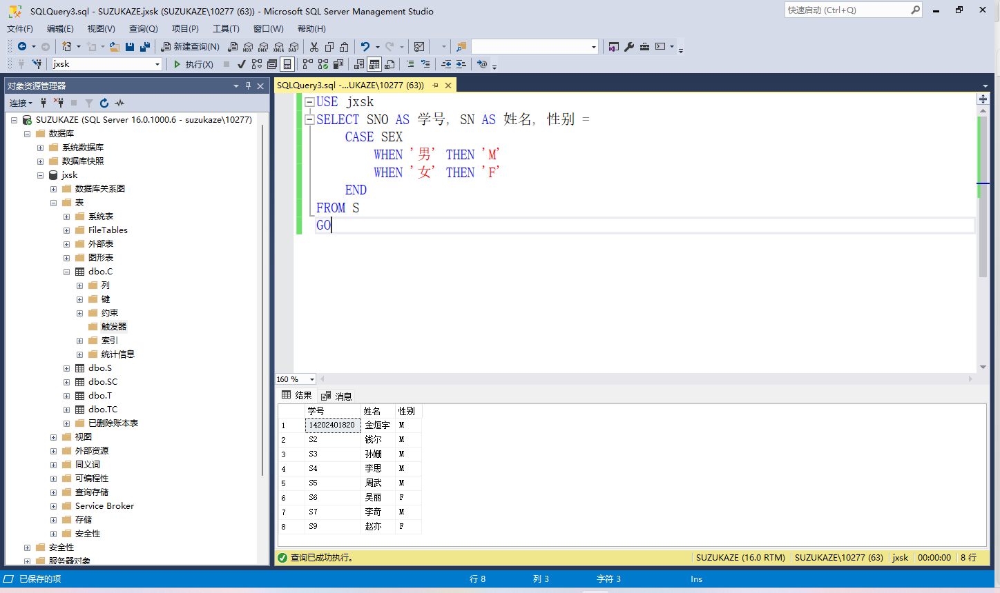 SQLQuery3.sql - SUZUKAZE.jxsk (SUZUKAZE\10277 (63)) - Microsoft SQL Server Management Studio
快速启动 (Ctrl+Q)
文件(F) 编辑(E) 视图(V) 查询(Q) 项目(P) 工具(T) 窗口(W) 帮助(H)
新建查询(N) MDX DMX XMLA DAX
jxsk 执行(X)
对象资源管理器
连接
SUZUKAZE (SQL Server 16.0.1000.6 - suzukaze\10277)
数据库
系统数据库
数据库快照
jxsk
数据库关系图
表
系统表
FileTables
外部表
图形表
dbo.C
列
键
约束
触发器
索引
统计信息
dbo.S
dbo.SC
dbo.T
dbo.TC
已删除账本表
视图
外部资源
同义词
可编程性
查询存储
Service Broker
存储
安全性
安全性
服务器对象
SQLQuery3.sql -...UKAZE\10277 (63))
USE jxsk
SELECT SNO AS 学号, SN AS 姓名, 性别 =
CASE SEX
WHEN '男' THEN 'M'
WHEN '女' THEN 'F'
END
FROM S
GO
160 %
结果 消息
学号 姓名 性别
1 14202401820 金烜宇 M
2 S2 钱尔 M
3 S3 孙姗 M
4 S4 李思 M
5 S5 周武 M
6 S6 吴丽 F
7 S7 李奇 M
8 S9 赵亦 F
查询已成功执行。 SUZUKAZE (16.0 RTM) SUZUKAZE\10277 (63) jxsk 00:00:00 8 行
已保存的项 行 8 列 3 字符 3 Ins